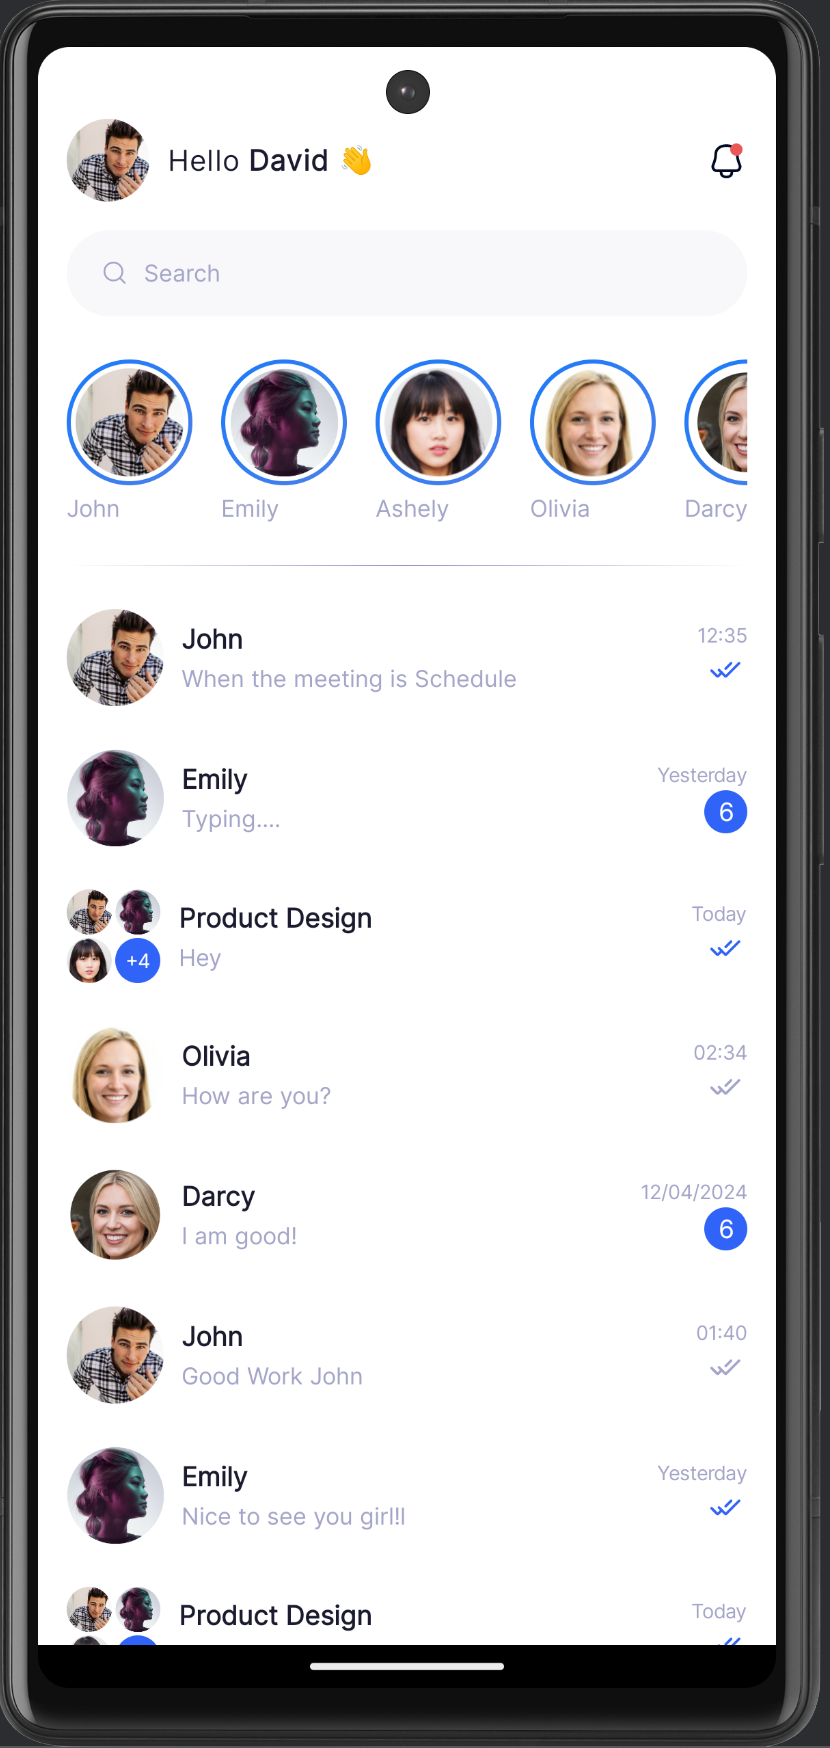 Hello David 👋
Search
John Emily Ashely Olivia Darcy
John 12:35
When the meeting is Schedule
Emily Yesterday
Typing.... 6
Product Design Today
+4 Hey
Olivia 02:34
How are you?
Darcy 12/04/2024
I am good! 6
John 01:40
Good Work John
Emily Yesterday
Nice to see you girl!!
Product Design Today